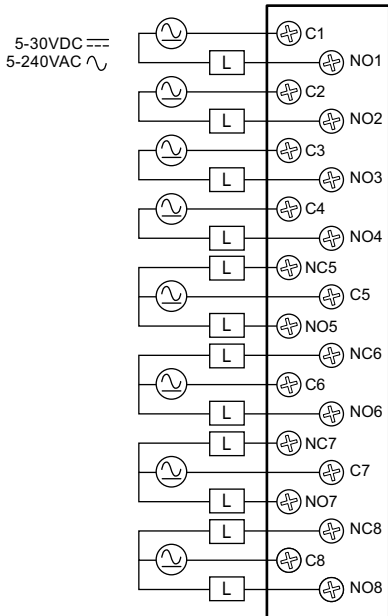 5-30VDC
5-240VAC
C1
L NO1
C2
L NO2
C3
L NO3
C4
L NO4
L NC5
C5
L NO5
L NC6
C6
L NO6
L NC7
C7
L NO7
L NC8
C8
L NO8